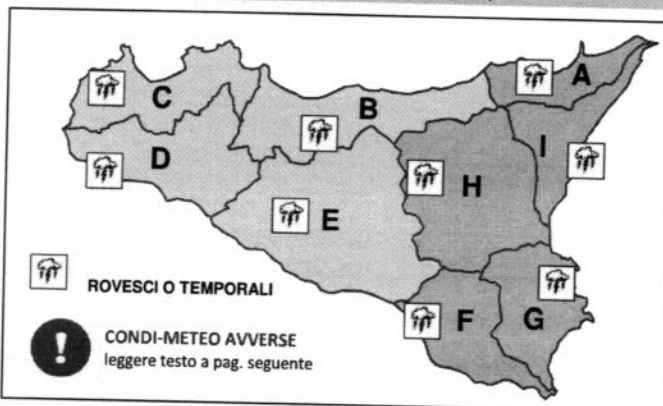 A
C
B
I
D
H
E
ROVESCI O TEMPORALI
F
G
CONDI-METEO AVVERSE
leggere testo a pag. seguente